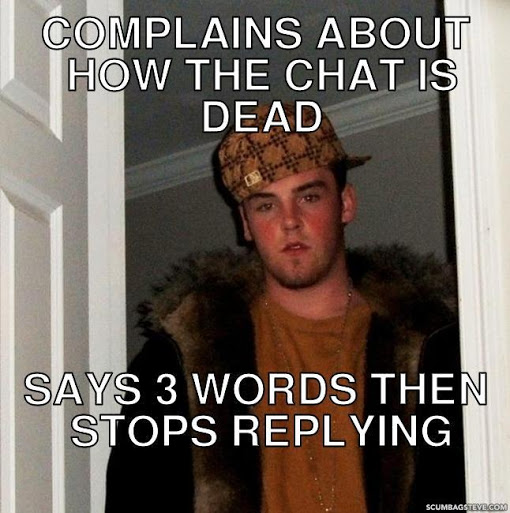 COMPLAINS ABOUT
HOW THE CHAT IS
DEAD
SAYS 3 WORDS THEN
STOPS REPLYING
SCUMBAGSTEVE.COM